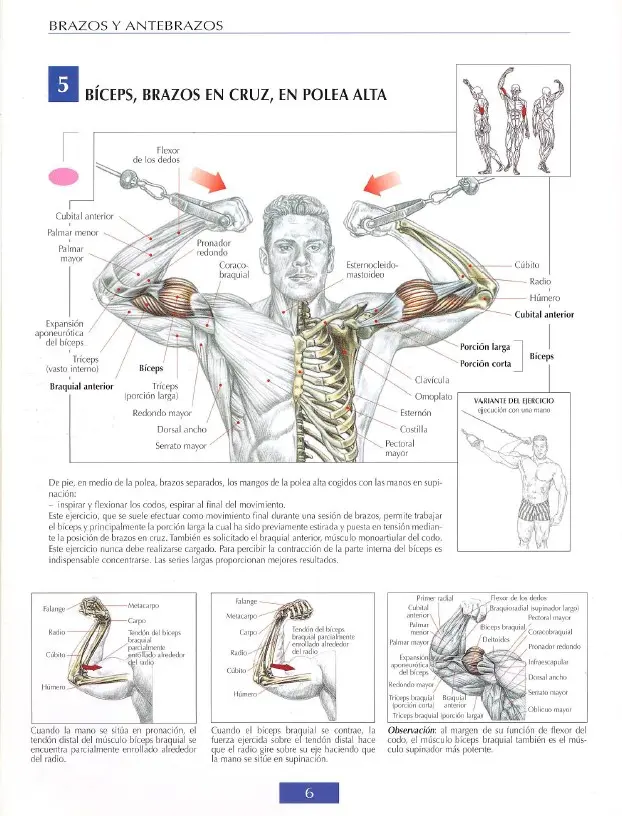 BRAZOS Y ANTEBRAZOS
5
BÍCEPS, BRAZOS EN CRUZ, EN POLEA ALTA
Flexor
de los dedos
Cubital anterior
Palmar menor
Palmar
mayor
Pronador
redondo
Coraco-
braquial
Esternocleido-
mastoideo
Cúbito
Radio
Húmero
Cubital anterior
Expansión
aponeurótica
del bíceps
Tríceps
(vasto interno)
Braquial anterior
Bíceps
Tríceps
(porción larga)
Redondo mayor
Dorsal ancho
Serrato mayor
Porción larga
Porción corta
Bíceps
Clavícula
Omoplato
Esternón
Costilla
Pectoral
mayor
VARIANTE DEL EJERCICIO
ejecución con una mano
De pie, en medio de la polea, brazos separados, los mangos de la polea alta cogidos con las manos en supi-
nación:
– inspirar y flexionar los codos, espirar al final del movimiento.
Este ejercicio, que se suele efectuar como movimiento final durante una sesión de brazos, permite trabajar
el bíceps y principalmente la porción larga la cual ha sido previamente estirada y puesta en tensión median-
te la posición de brazos en cruz. También es solicitado el braquial anterior, músculo monoartiular del codo.
Este ejercicio nunca debe realizarse cargado. Para percibir la contracción de la parte interna del bíceps es
indispensable concentrarse. Las series largas proporcionan mejores resultados.
Falange
Metacarpo
Carpo
Radio
Tendón del bíceps
braquial
parcialmente
enrollado alrededor
del radio
Cúbito
Húmero
Cuando la mano se sitúa en pronación, el
tendón distal del músculo bíceps braquial se
encuentra parcialmente enrollado alrededor
del radio.
Falange
Metacarpo
Carpo
Tendón del bíceps
braquial parcialmente
enrollado alrededor
del radio
Radio
Cúbito
Húmero
Cuando el bíceps braquial se contrae, la
fuerza ejercida sobre el tendón distal hace
que el radio gire sobre su eje haciendo que
la mano se sitúe en supinación.
Primer radial
Flexor de los dedos
Cubital
anterior
Braquiorradial (supinador largo)
Pectoral mayor
Palmar
menor
Bíceps braquial
Coracobraquial
Palmar mayor
Deltoides
Pronador redondo
Expansión
aponeurótica
del bíceps
Infraescapular
Redondo mayor
Dorsal ancho
Tríceps braquial
(porción corta)
Braquial
anterior
Serrato mayor
Oblicuo mayor
Tríceps braquial (porción larga)
Observación: al margen de su función de flexor del
codo, el músculo bíceps braquial también es el mús-
culo supinador más potente.
6